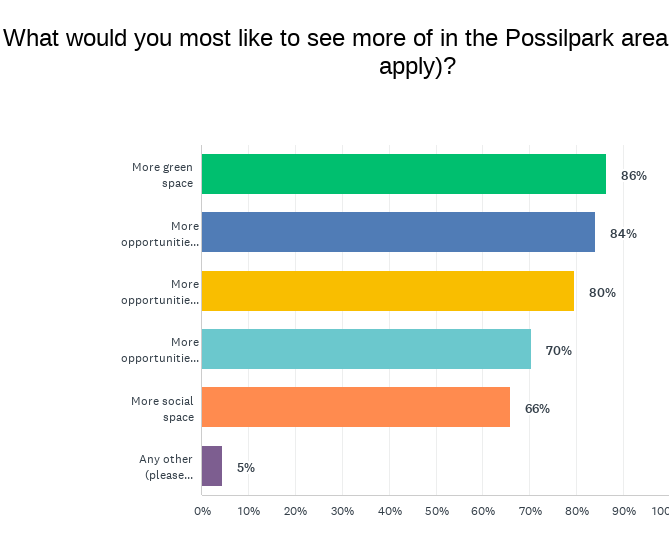 What would you most like to see more of in the Possilpark area
apply)?
More green
space
86%
More
opportunitie...
84%
More
opportunitie...
80%
More
opportunitie...
70%
More social
space
66%
Any other
(please...
5%
0% 10% 20% 30% 40% 50% 60% 70% 80% 90% 100